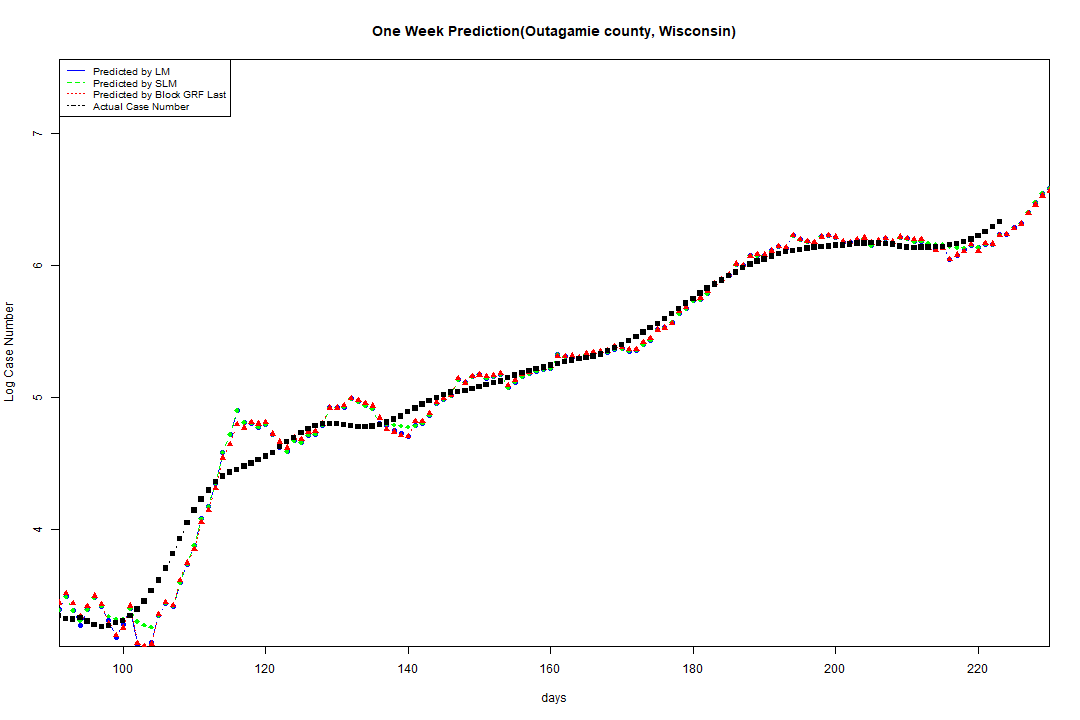 One Week Prediction(Outagamie county, Wisconsin)
Predicted by LM
Predicted by SLM
Predicted by Block GRF Last
Actual Case Number
7
6
5
4
Log Case Number
100 120 140 160 180 200 220
days